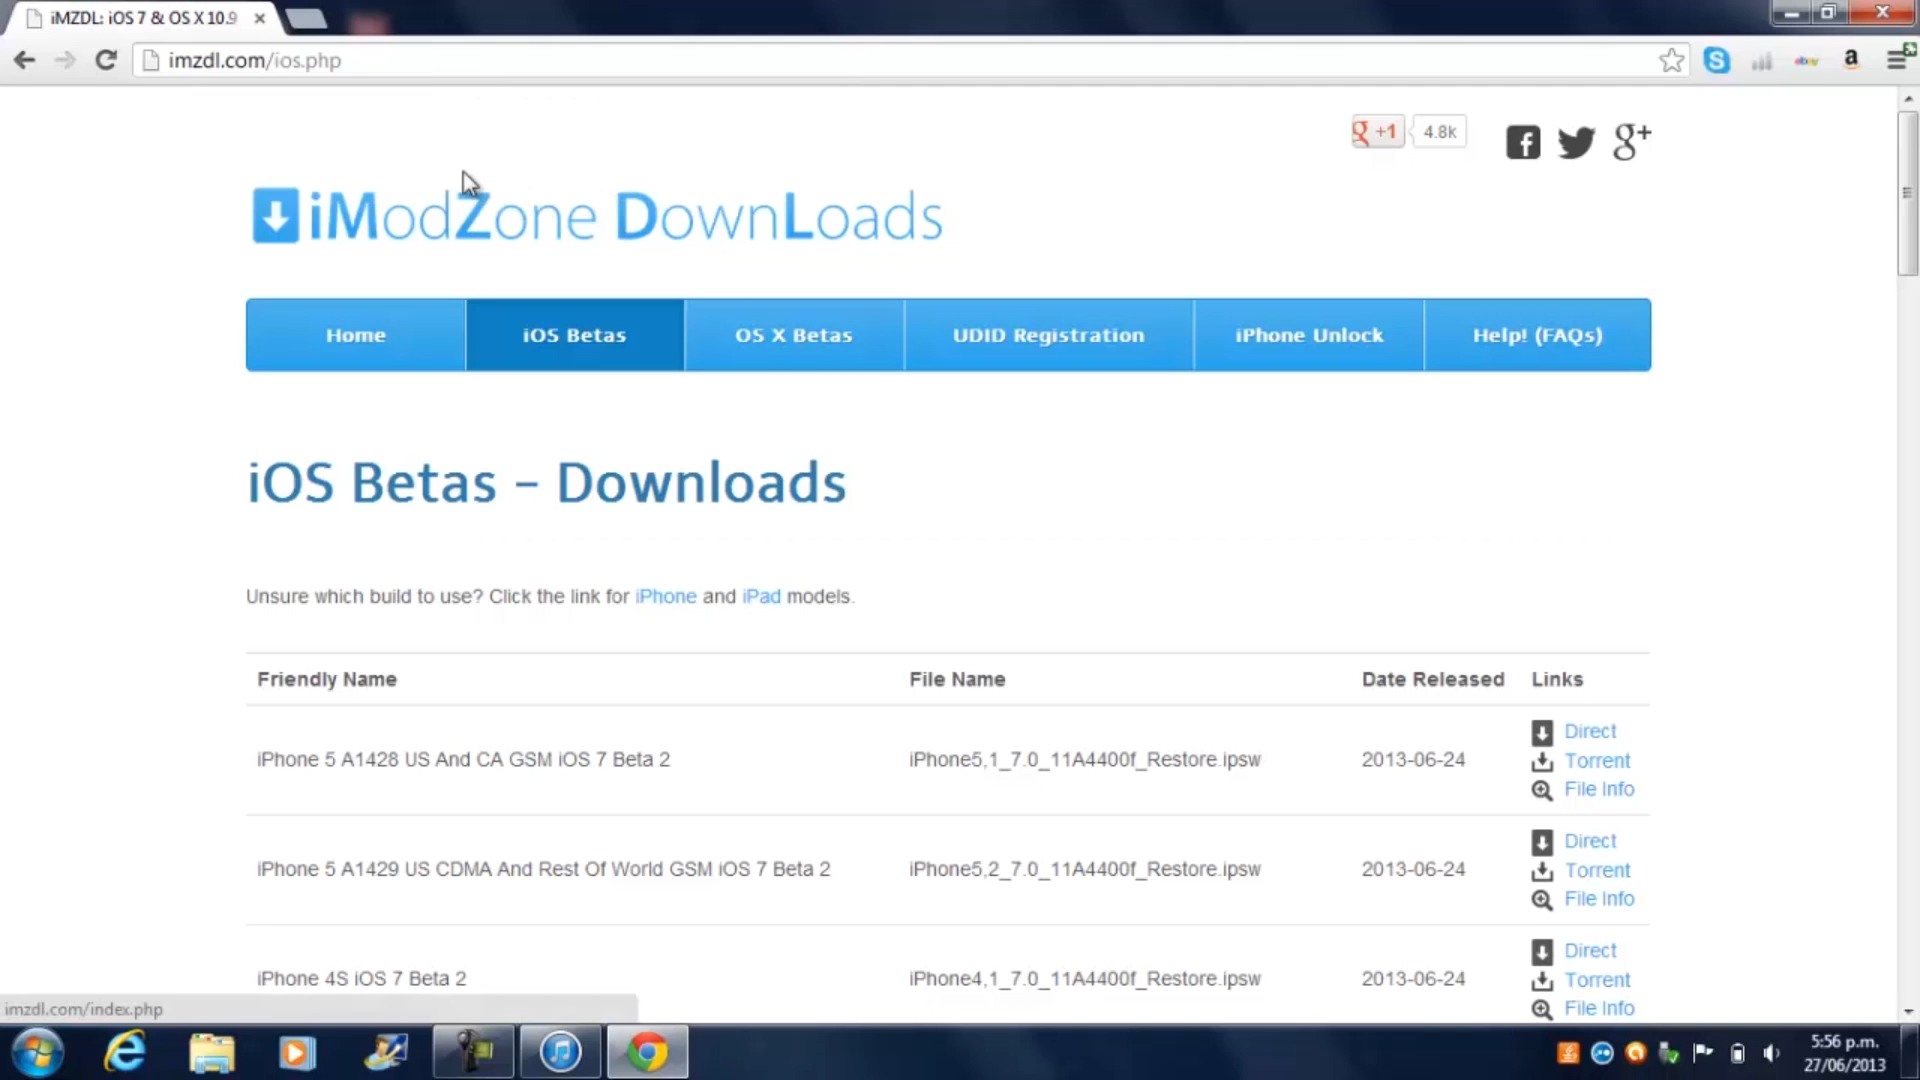 iMZDL: iOS 7 & OS X 10.9
imzdl.com/ios.php
+1 4.8k
iModZone DownLoads
Home iOS Betas OS X Betas UDID Registration iPhone Unlock Help! (FAQs)
iOS Betas – Downloads
Unsure which build to use? Click the link for iPhone and iPad models.
Friendly Name File Name Date Released Links
iPhone 5 A1428 US And CA GSM iOS 7 Beta 2 iPhone5,1_7.0_11A4400f_Restore.ipsw 2013-06-24 Direct
Torrent
File Info
iPhone 5 A1429 US CDMA And Rest Of World GSM iOS 7 Beta 2 iPhone5,2_7.0_11A4400f_Restore.ipsw 2013-06-24 Direct
Torrent
File Info
iPhone 4S iOS 7 Beta 2 iPhone4,1_7.0_11A4400f_Restore.ipsw 2013-06-24 Direct
Torrent
File Info
imzdl.com/index.php
5:56 p.m.
27/06/2013